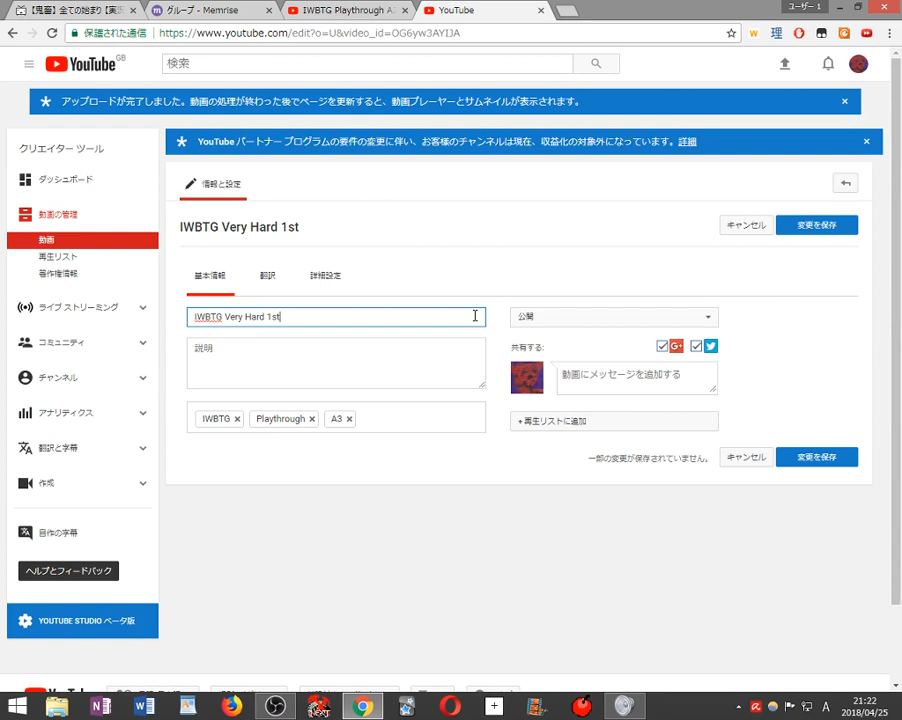 【鬼畜】全ての始まり【実況
グループ - Memrise
IWBTG Playthrough A3
YouTube
ユーザー 1
保護された通信
https://www.youtube.com/edit?o=U&video_id=OG6yw3AYIJA
YouTube GB
検索
アップロードが完了しました。動画の処理が終わった後でページを更新すると、動画プレーヤーとサムネイルが表示されます。
クリエイター ツール
YouTube パートナー プログラムの要件の変更に伴い、お客様のチャンネルは現在、収益化の対象外になっています。 詳細
ダッシュボード
情報と設定
動画の管理
IWBTG Very Hard 1st
キャンセル
変更を保存
動画
再生リスト
著作権情報
基本情報
翻訳
詳細設定
ライブ ストリーミング
IWBTG Very Hard 1st
公開
コミュニティ
説明
共有する:
G+
チャンネル
動画にメッセージを追加する
アナリティクス
IWBTG
Playthrough
A3
+ 再生リストに追加
翻訳と字幕
一部の変更が保存されていません。
キャンセル
変更を保存
作成
自作の字幕
ヘルプとフィードバック
YOUTUBE STUDIO ベータ版
A
21:22
2018/04/25